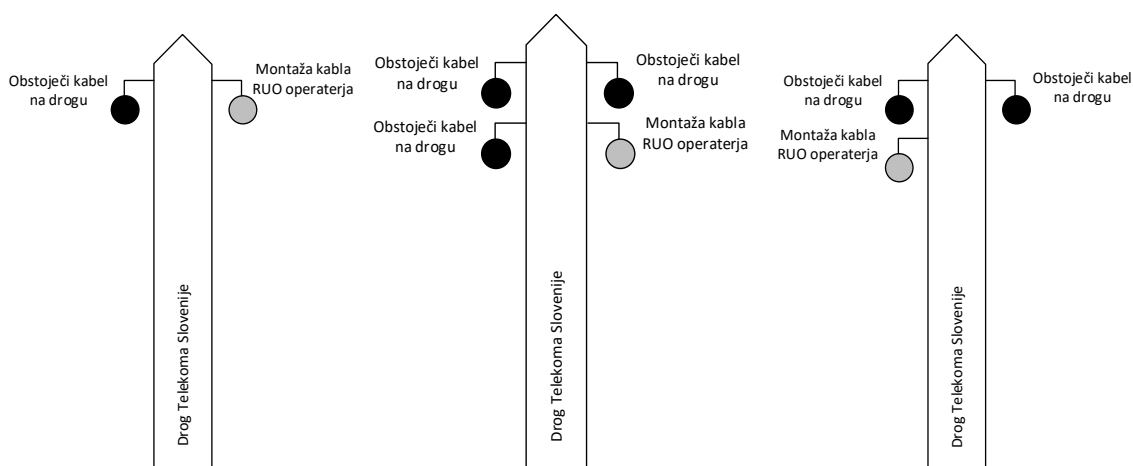 Obstoječi kabel
na drogu
Montaža kabla
RUO operaterja
Drog Telekoma Slovenije
Obstoječi kabel
na drogu
Obstoječi kabel
na drogu
Obstoječi kabel
na drogu
Montaža kabla
RUO operaterja
Drog Telekoma Slovenije
Obstoječi kabel
na drogu
Obstoječi kabel
na drogu
Montaža kabla
RUO operaterja
Drog Telekoma Slovenije